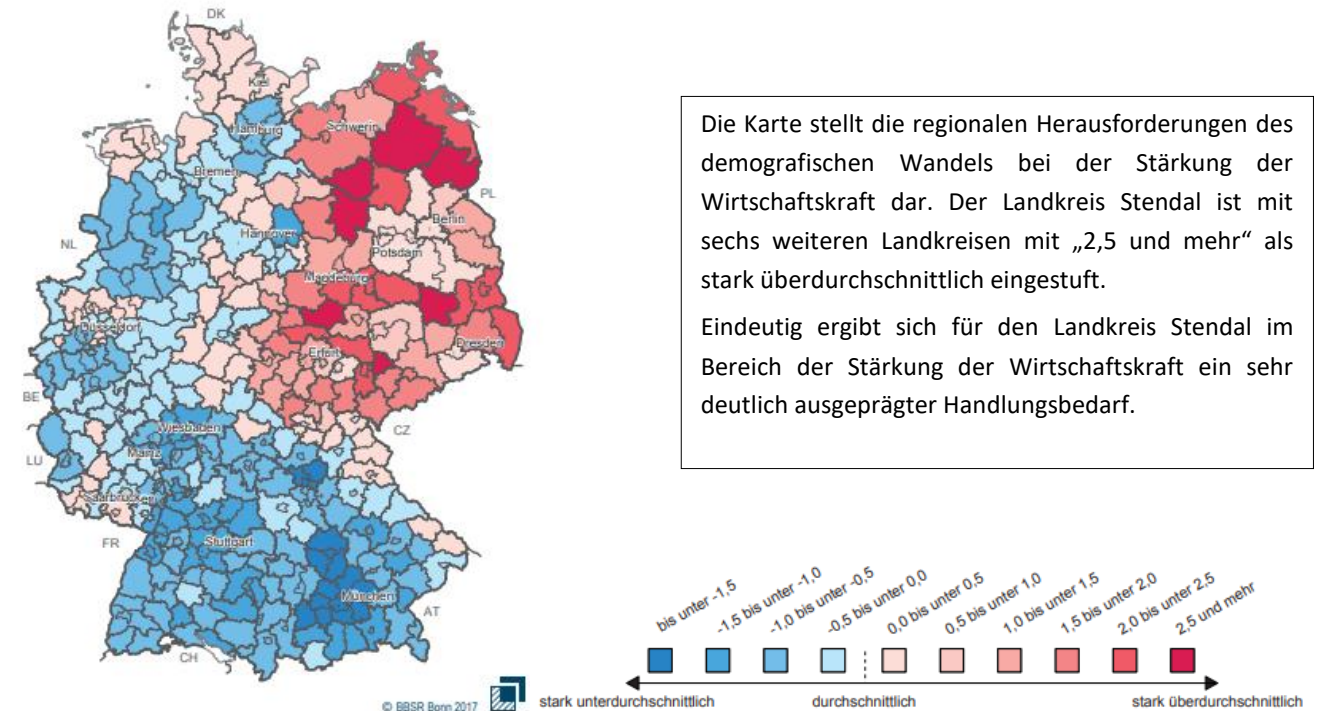 DK
Kiel
Hamburg
Schwerin
Bremen
PL
Berlin
Hannover
Potsdam
NL
Magdeburg
Düsseldorf
Erfurt
Dresden
BE
Wiesbaden
CZ
Mainz
LU
Saarbrücken
FR
Stuttgart
München
AT
CH
© BBSR Bonn 2017
Die Karte stellt die regionalen Herausforderungen des
demografischen Wandels bei der Stärkung der
Wirtschaftskraft dar. Der Landkreis Stendal ist mit
sechs weiteren Landkreisen mit „2,5 und mehr“ als
stark überdurchschnittlich eingestuft.
Eindeutig ergibt sich für den Landkreis Stendal im
Bereich der Stärkung der Wirtschaftskraft ein sehr
deutlich ausgeprägter Handlungsbedarf.
bis unter -1,5
-1,5 bis unter -1,0
-1,0 bis unter -0,5
-0,5 bis unter 0,0
0,0 bis unter 0,5
0,5 bis unter 1,0
1,0 bis unter 1,5
1,5 bis unter 2,0
2,0 bis unter 2,5
2,5 und mehr
stark unterdurchschnittlich
durchschnittlich
stark überdurchschnittlich